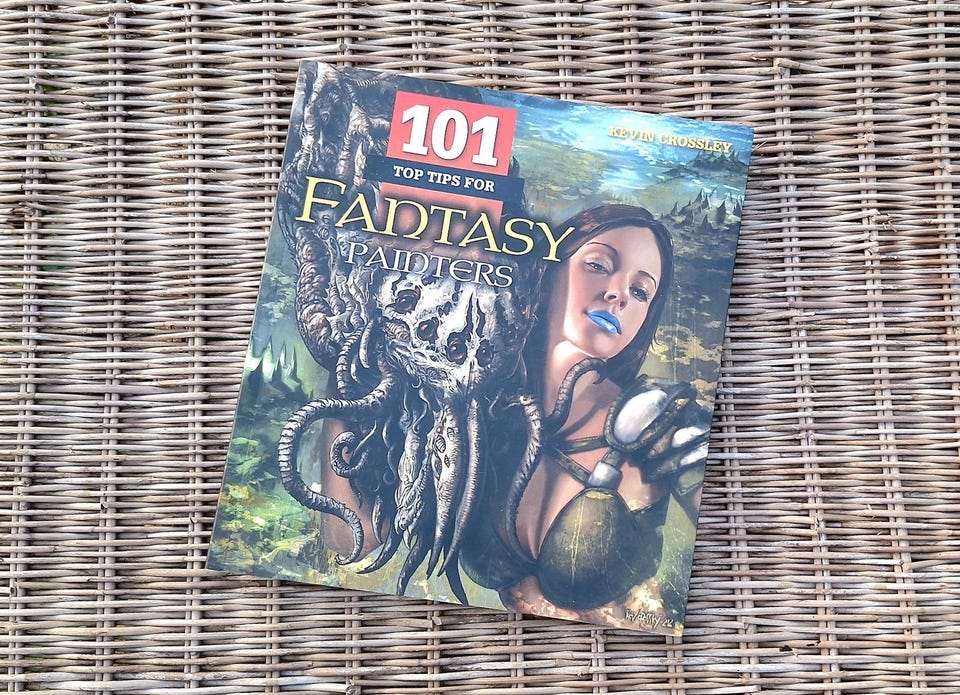 KEVIN CROSSLEY
101
TOP TIPS FOR
FANTASY
PAINTERS